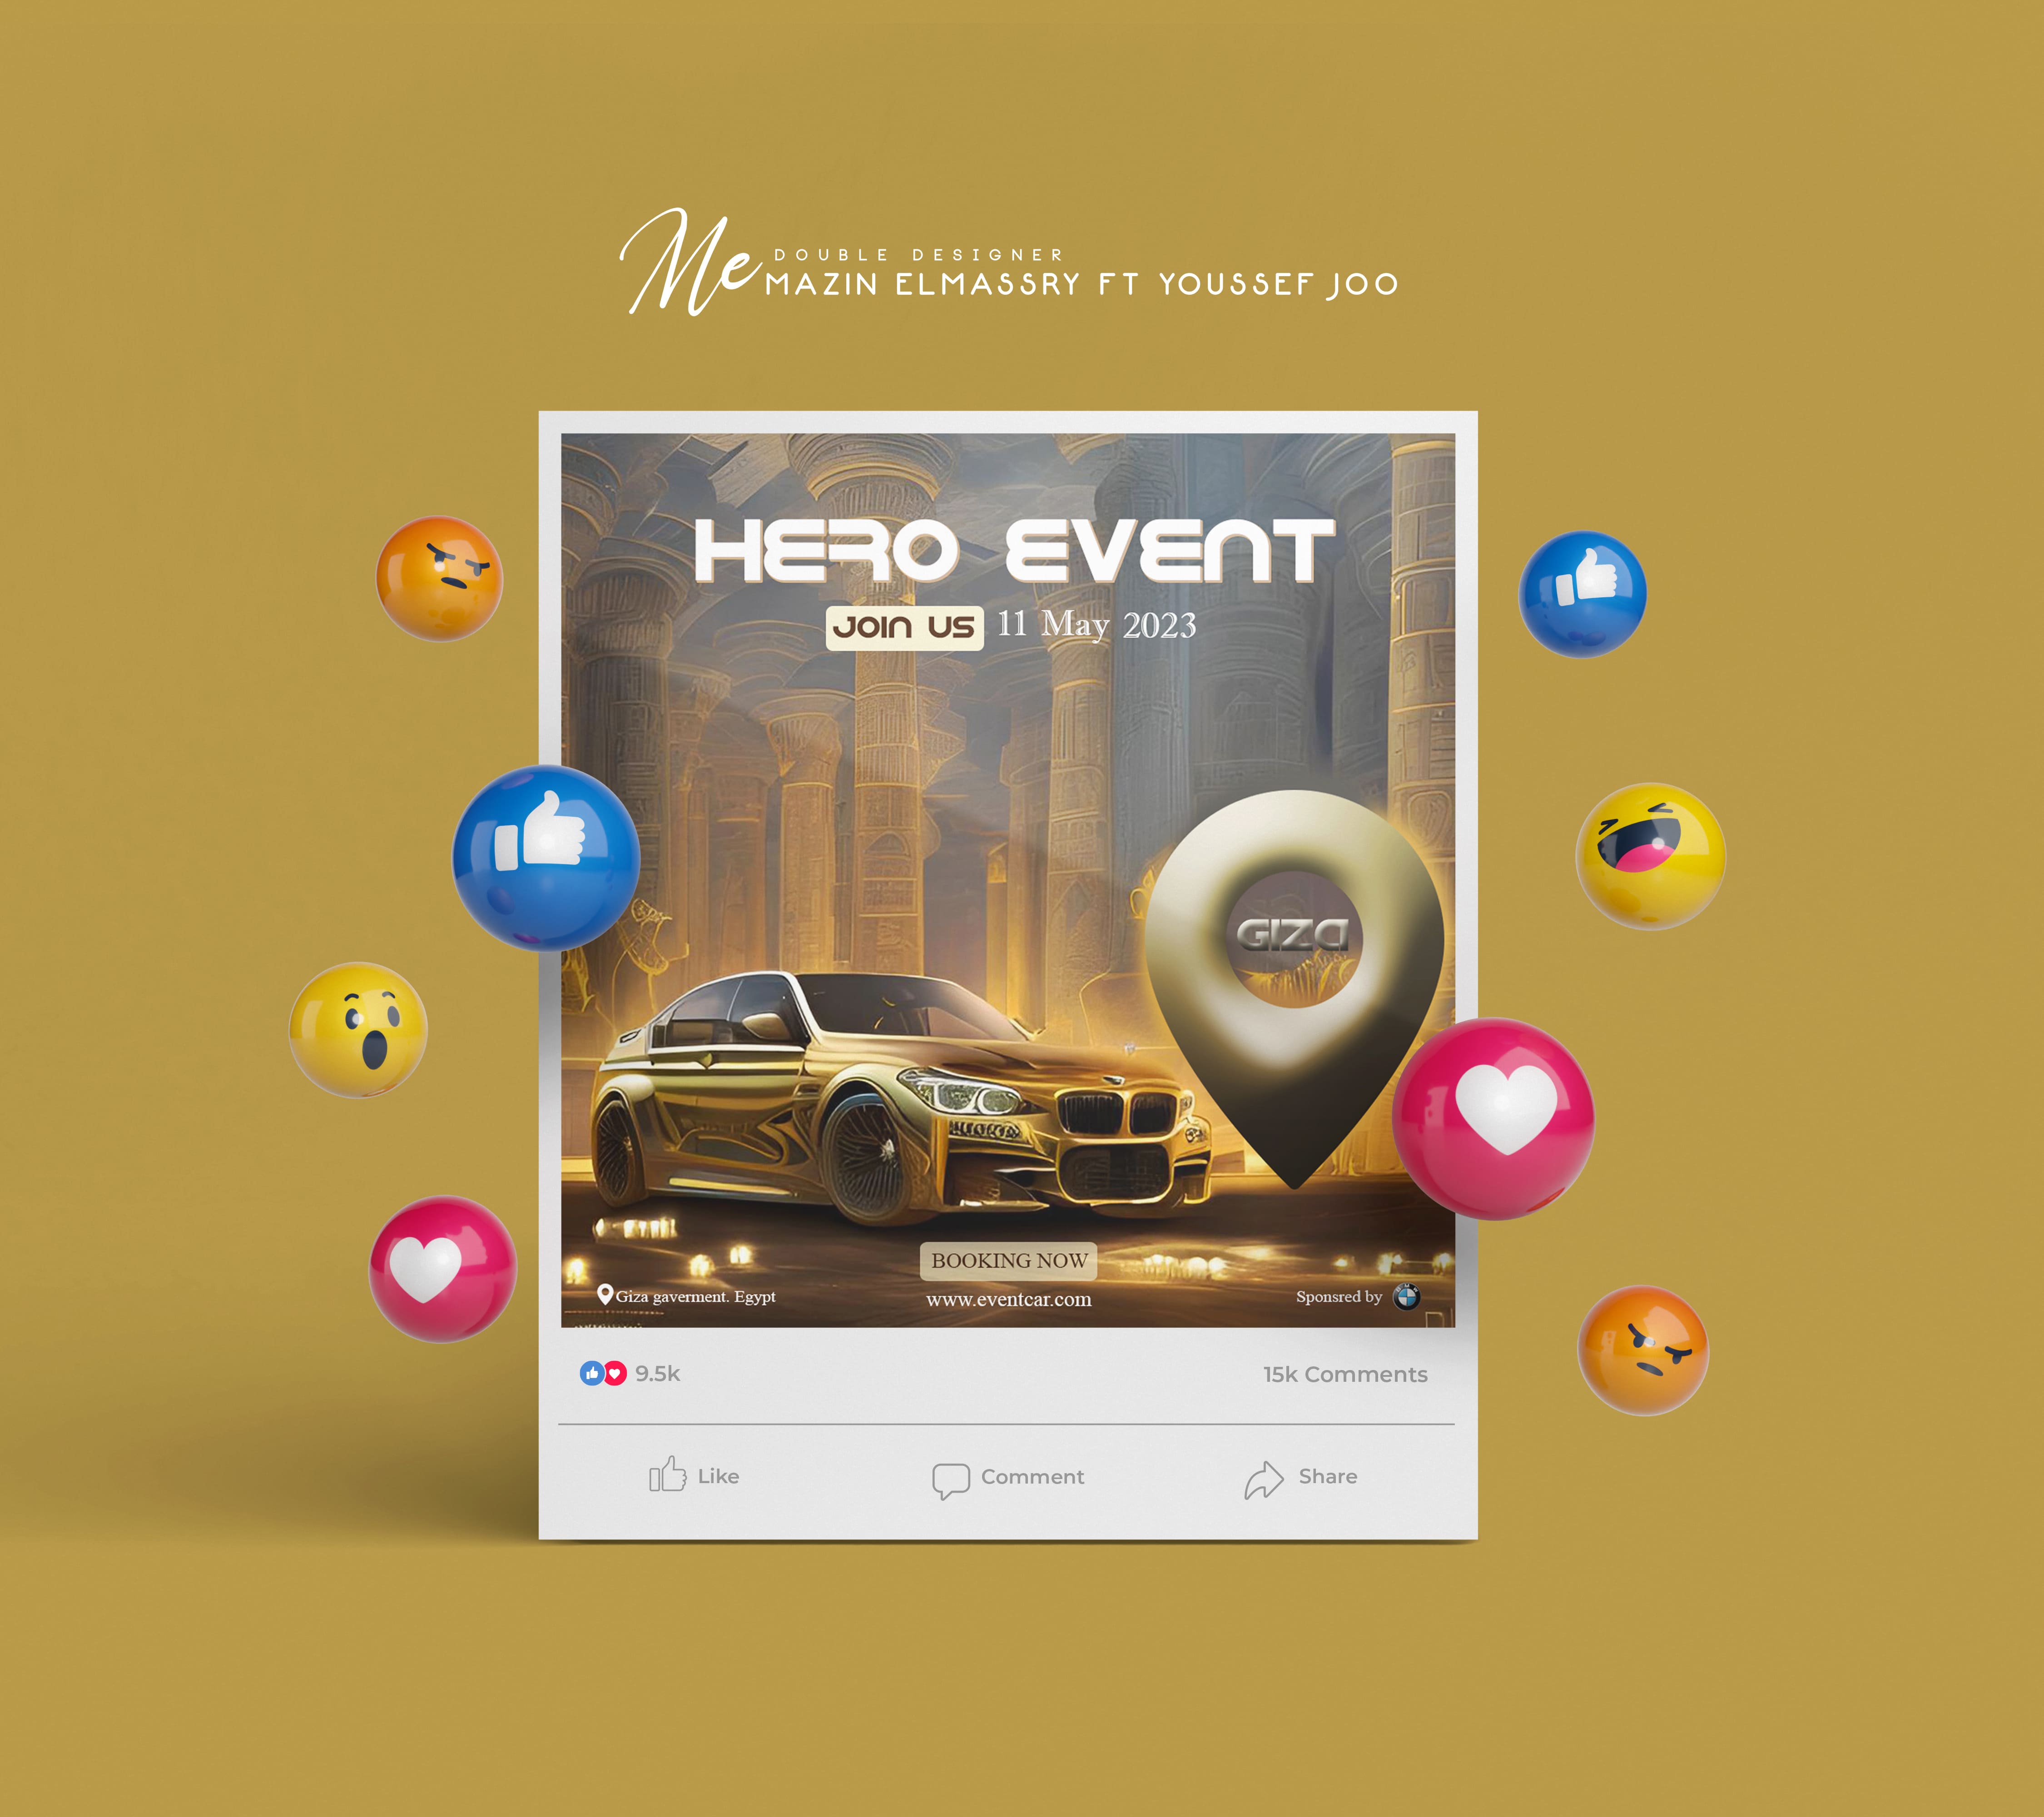 Me
DOUBLE DESIGNER
MAZIN ELMASSRY FT YOUSSEF JOO
HERO EVENT
JOIN US 11 May 2023
GIZA
BOOKING NOW
Giza gaverment. Egypt
www.eventcar.com
Sponsred by
9.5k
15k Comments
Like
Comment
Share